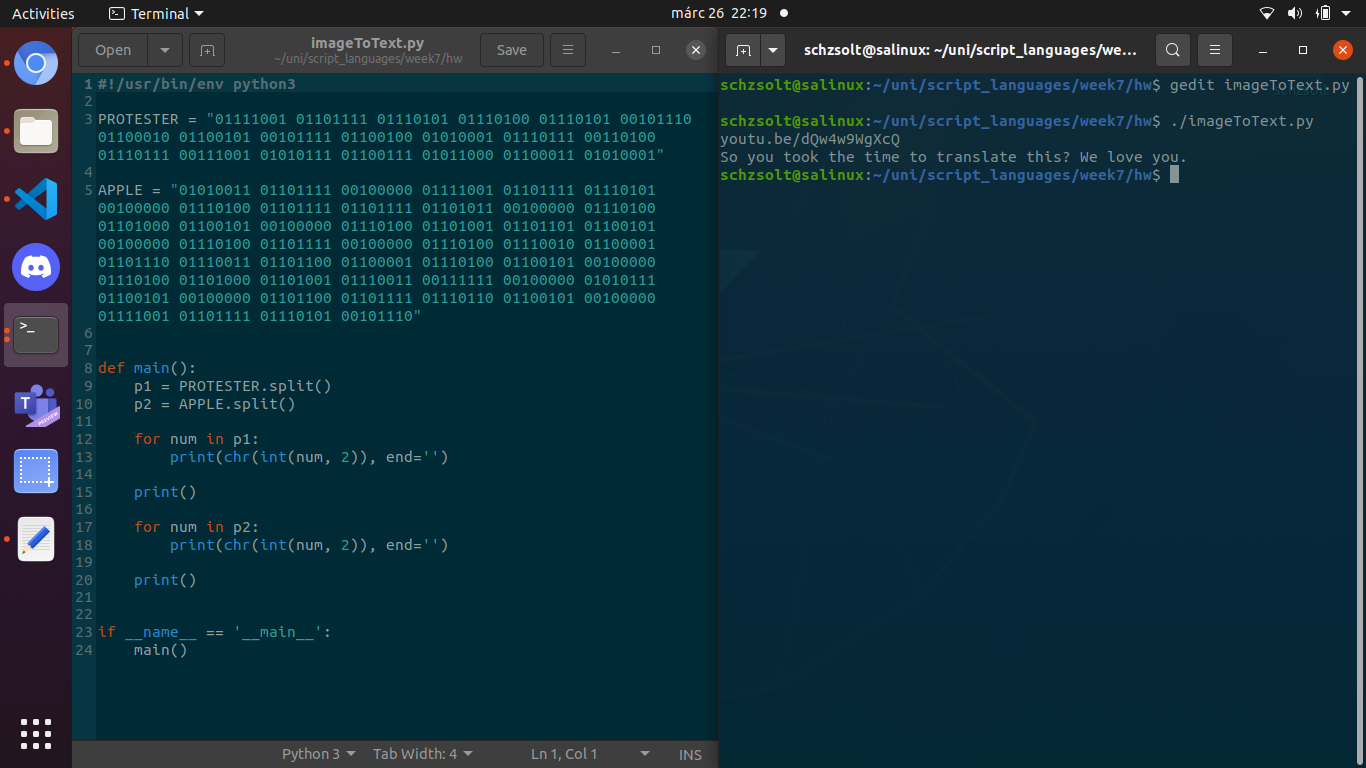 Activities
Terminal
márc 26 22:19
Open
imageToText.py
~/uni/script_languages/week7/hw
Save
1 #!/usr/bin/env python3
2
3 PROTESTER = "01111001 01101111 01110101 01110100 01110101 00101110
01100010 01100101 00101111 01100100 01010001 01110111 00110100
01110111 00111001 01010111 01100111 01011000 01100011 01010001"
4
5 APPLE = "01010011 01101111 00100000 01111001 01101111 01110101
00100000 01110100 01101111 01101111 01101011 00100000 01110100
01101000 01100101 00100000 01110100 01101001 01101101 01100101
00100000 01110100 01101111 00100000 01110100 01110010 01100001
01101110 01110011 01101100 01100001 01110100 01100101 00100000
01110100 01101000 01101001 01110011 00111111 00100000 01010111
01100101 00100000 01101100 01101111 01110110 01100101 00100000
01111001 01101111 01110101 00101110"
6
7
8 def main():
9     p1 = PROTESTER.split()
10     p2 = APPLE.split()
11
12     for num in p1:
13         print(chr(int(num, 2)), end='')
14
15     print()
16
17     for num in p2:
18         print(chr(int(num, 2)), end='')
19
20     print()
21
22
23 if __name__ == '__main__':
24     main()
Python 3
Tab Width: 4
Ln 1, Col 1
INS
schzsolt@salinux: ~/uni/script_languages/we...
schzsolt@salinux:~/uni/script_languages/week7/hw$ gedit imageToText.py
schzsolt@salinux:~/uni/script_languages/week7/hw$ ./imageToText.py
youtu.be/dQw4w9WgXcQ
So you took the time to translate this? We love you.
schzsolt@salinux:~/uni/script_languages/week7/hw$